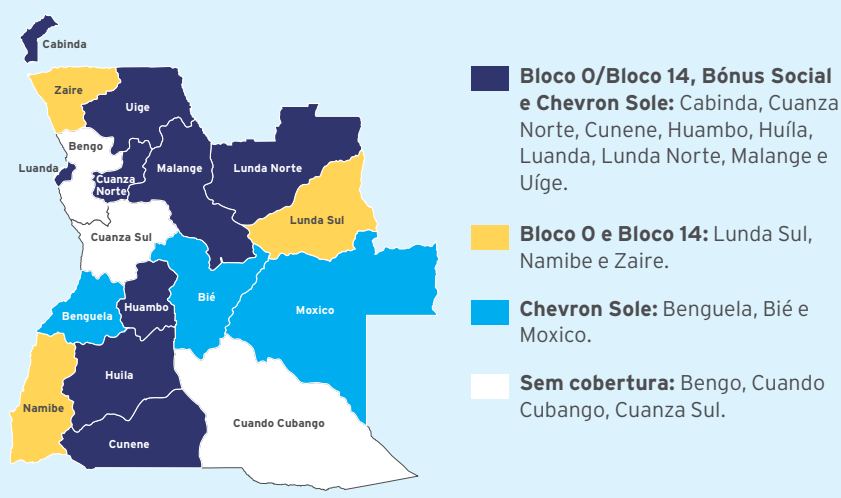 Cabinda
Zaire
Uige
Bengo
Luanda
Cuanza
Norte
Malange
Lunda Norte
Lunda Sul
Cuanza Sul
Bié
Huambo
Benguela
Moxico
Huila
Namibe
Cuando Cubango
Cunene
Bloco 0/Bloco 14, Bónus Social
e Chevron Sole: Cabinda, Cuanza
Norte, Cunene, Huambo, Huíla,
Luanda, Lunda Norte, Malange e
Uíge.
Bloco 0 e Bloco 14: Lunda Sul,
Namibe e Zaire.
Chevron Sole: Benguela, Bié e
Moxico.
Sem cobertura: Bengo, Cuando
Cubango, Cuanza Sul.